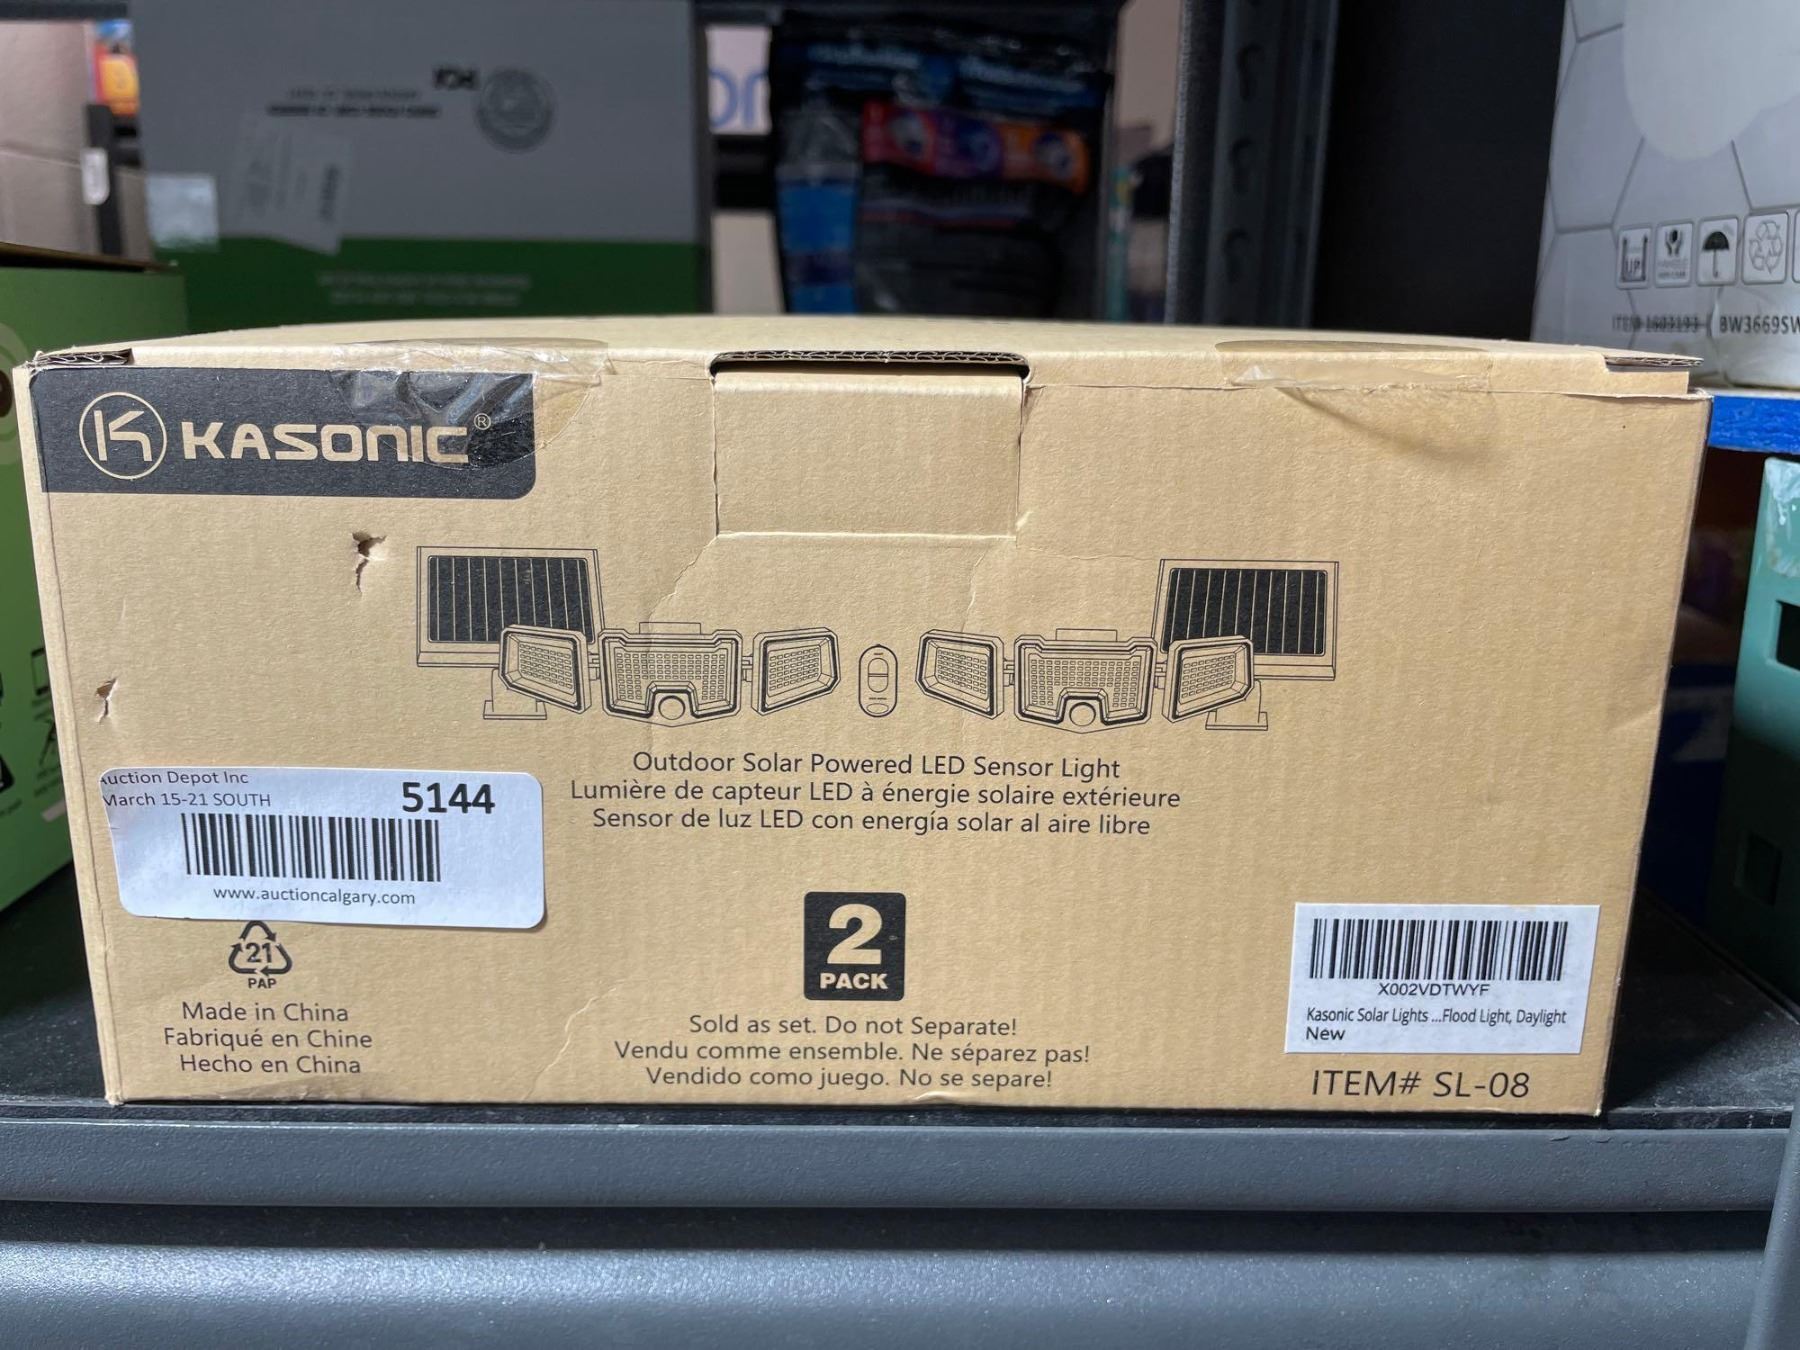 KASONIC®
Outdoor Solar Powered LED Sensor Light
Lumière de capteur LED à énergie solaire extérieure
Sensor de luz LED con energía solar al aire libre
Auction Depot Inc
March 15-21 SOUTH
5144
www.auctioncalgary.com
21
PAP
Made in China
Fabriqué en Chine
Hecho en China
2
PACK
Sold as set. Do not Separate!
Vendu comme ensemble. Ne séparez pas!
Vendido como juego. No se separe!
X002VDTWYF
Kasonic Solar Lights ...Flood Light, Daylight
New
ITEM# SL-08
UP
BW3669SW